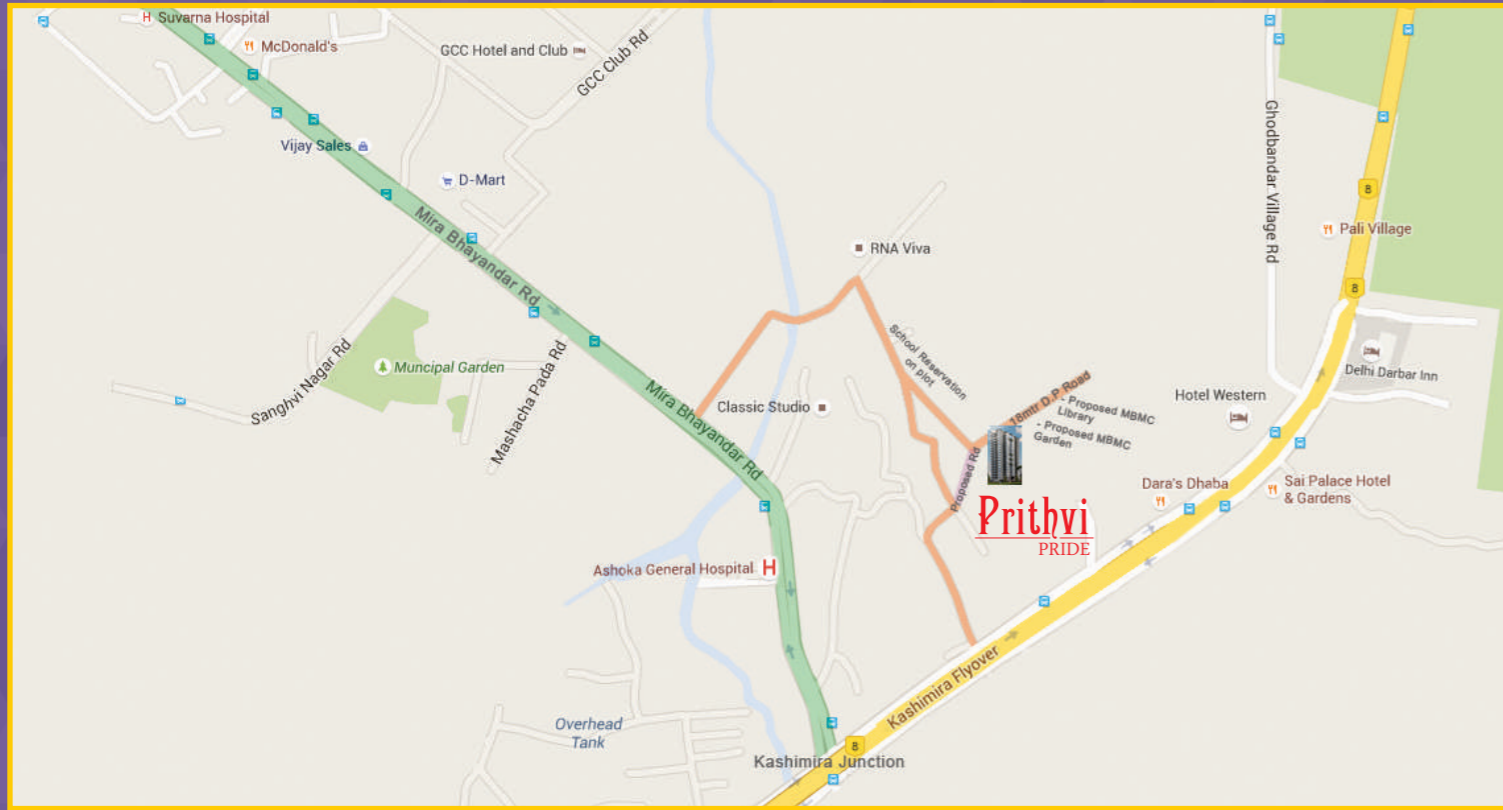 H Suvarna Hospital
McDonald's
GCC Hotel and Club
GCC Club Rd
Vijay Sales
D-Mart
Mira Bhayandar Rd
Ghodbandar Village Rd
8
Pali Village
RNA Viva
8
Sanghvi Nagar Rd
Muncipal Garden
Mashacha Pada Rd
Mira Bhayandar Rd
School Reservation
on plot
Delhi Darbar Inn
Hotel Western
Classic Studio
18mtr D.P. Road
- Proposed MBMC
Library
- Proposed MBMC
Garden
Proposed Rd
Dara's Dhaba
Sai Palace Hotel
& Gardens
Prithvi
PRIDE
Ashoka General Hospital H
Kashimira Flyover
Overhead
Tank
8
Kashimira Junction